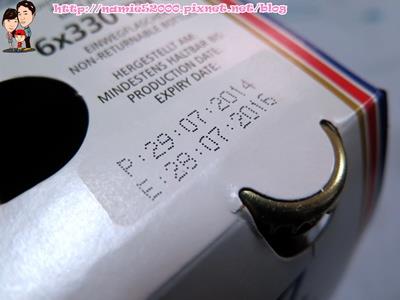 http://namie52000.pixnet.net/blog
6x330
EINWEGFLA
NON-RETURNABLE
HERGESTELLT AM:
MINDESTENS HALTBAR BIS:
PRODUCTION DATE:
EXPIRY DATE:
P:29:07:2014
E:28:07:2016